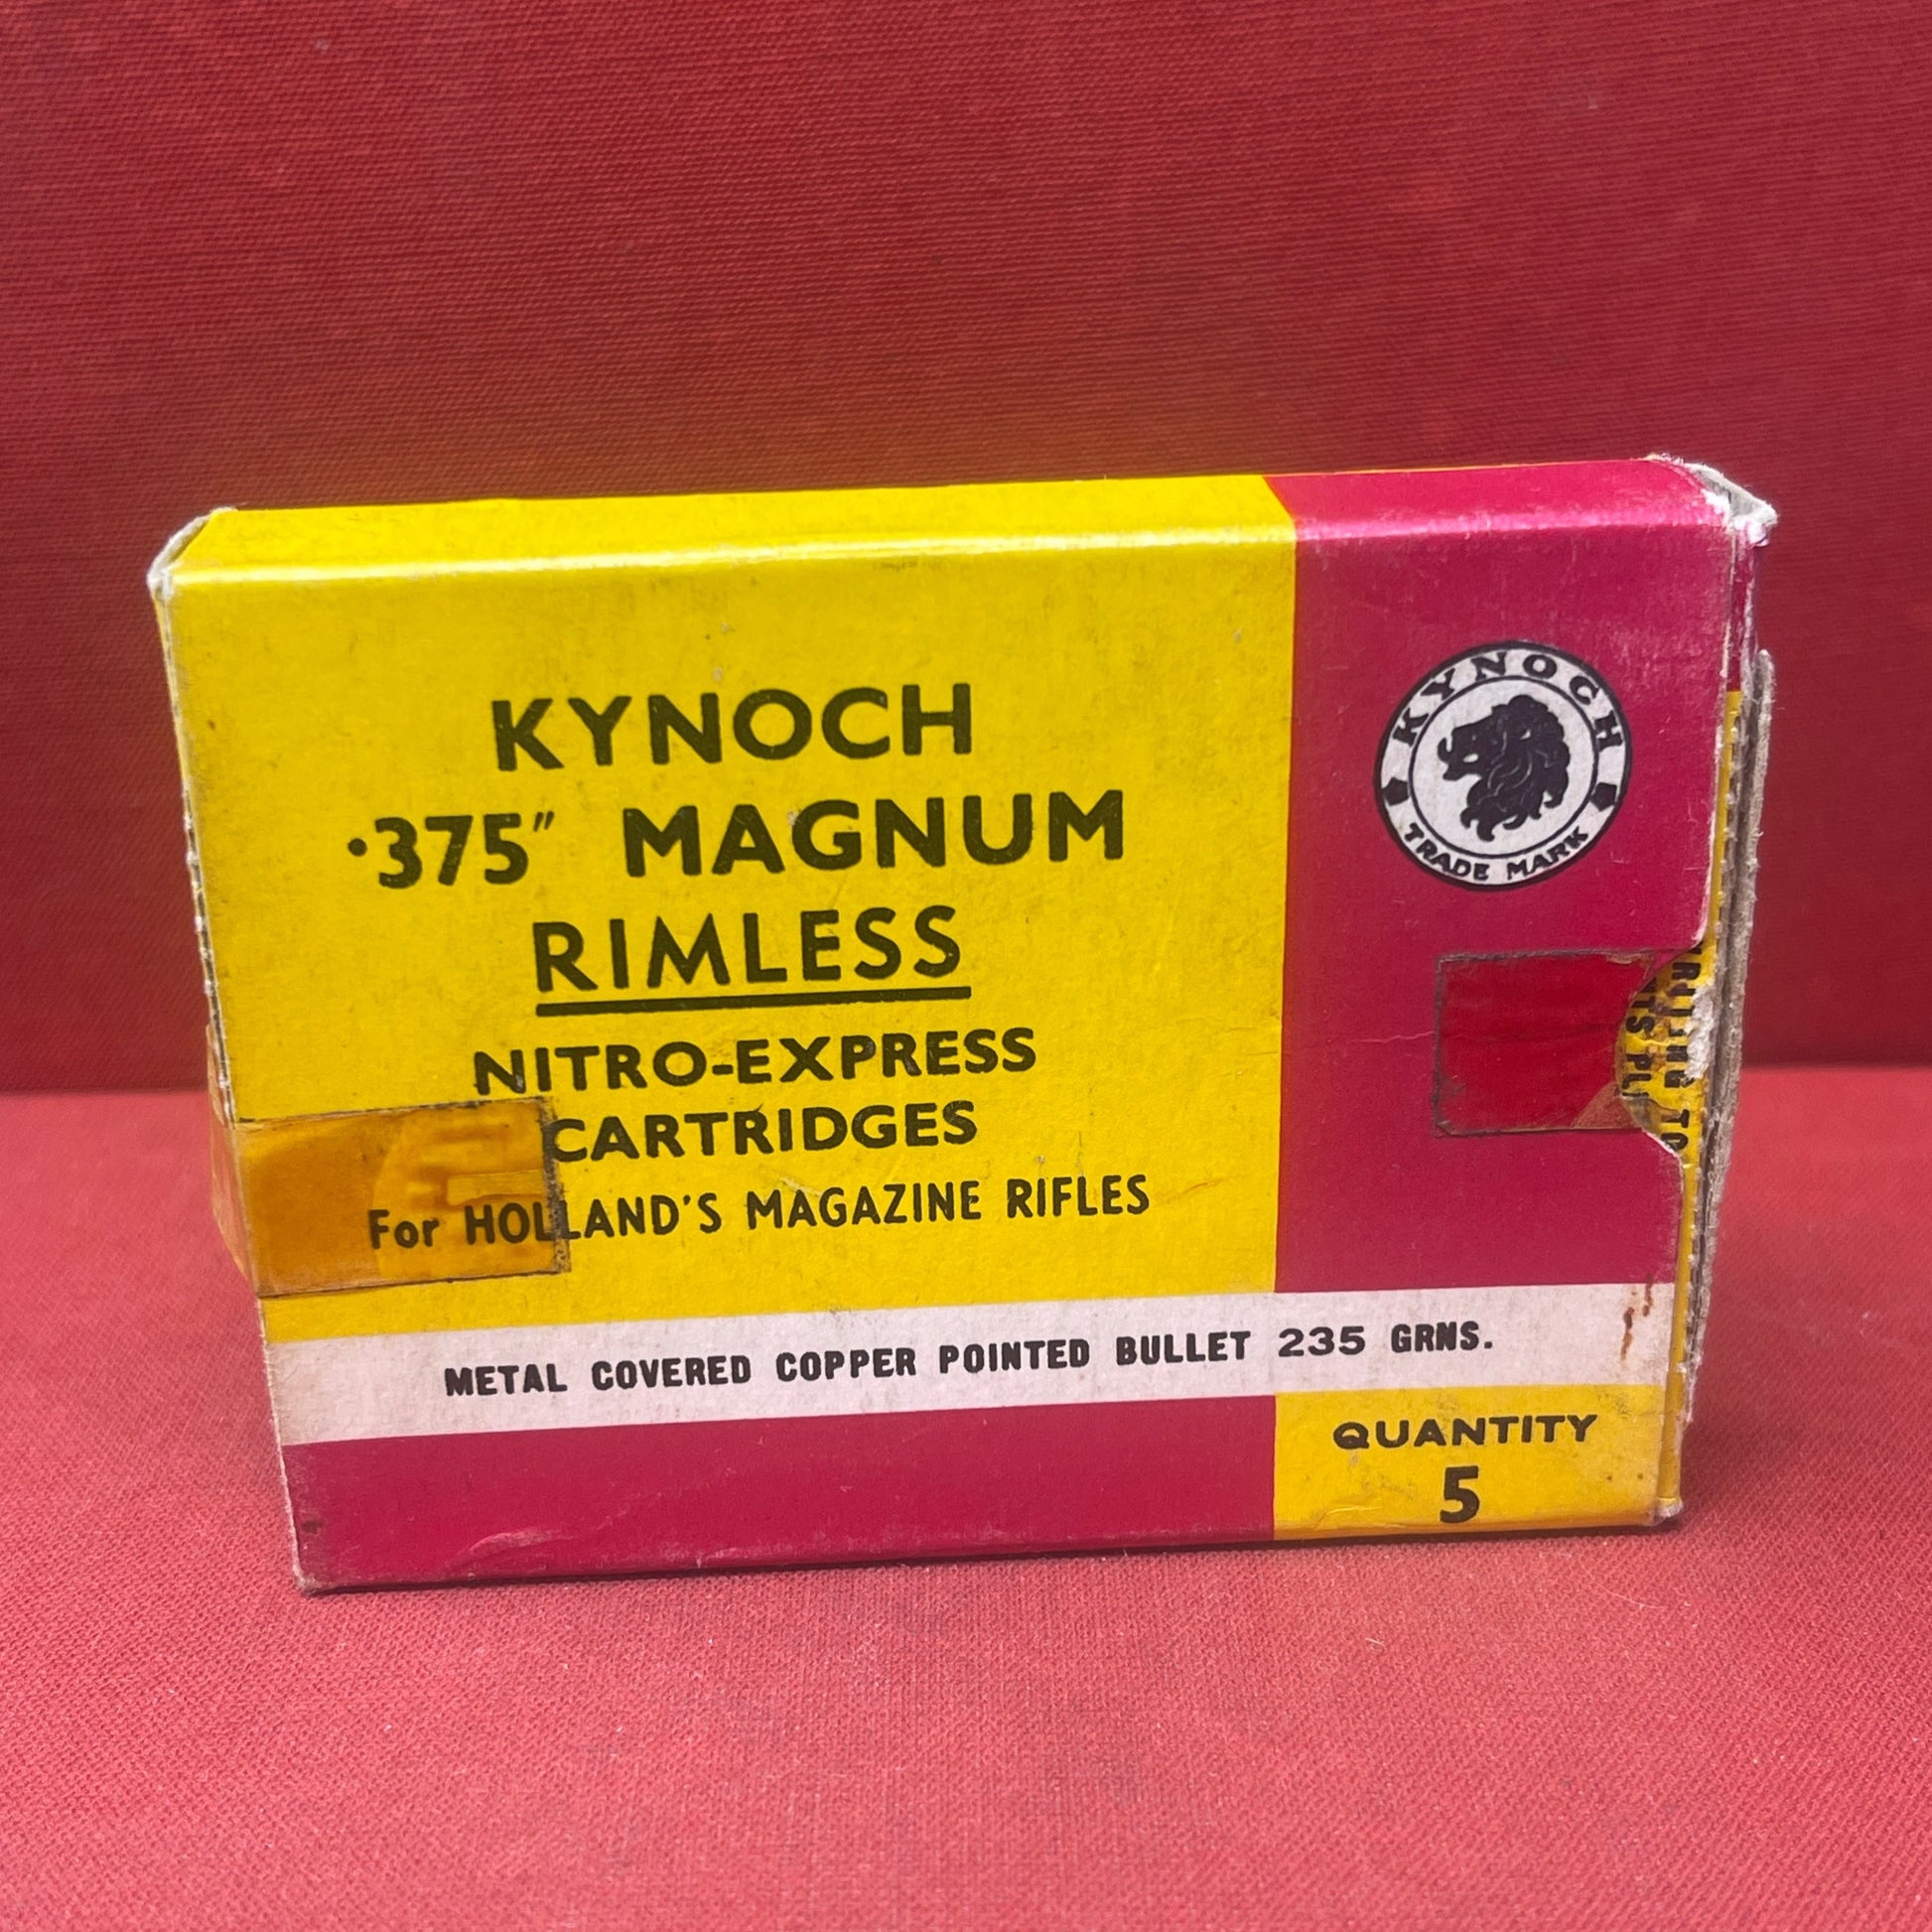 KYNOCH
·375" MAGNUM
RIMLESS
NITRO-EXPRESS
CARTRIDGES
For HOLLAND'S MAGAZINE RIFLES
METAL COVERED COPPER POINTED BULLET 235 GRNS.
KYNOCH
TRADE MARK
QUANTITY
5